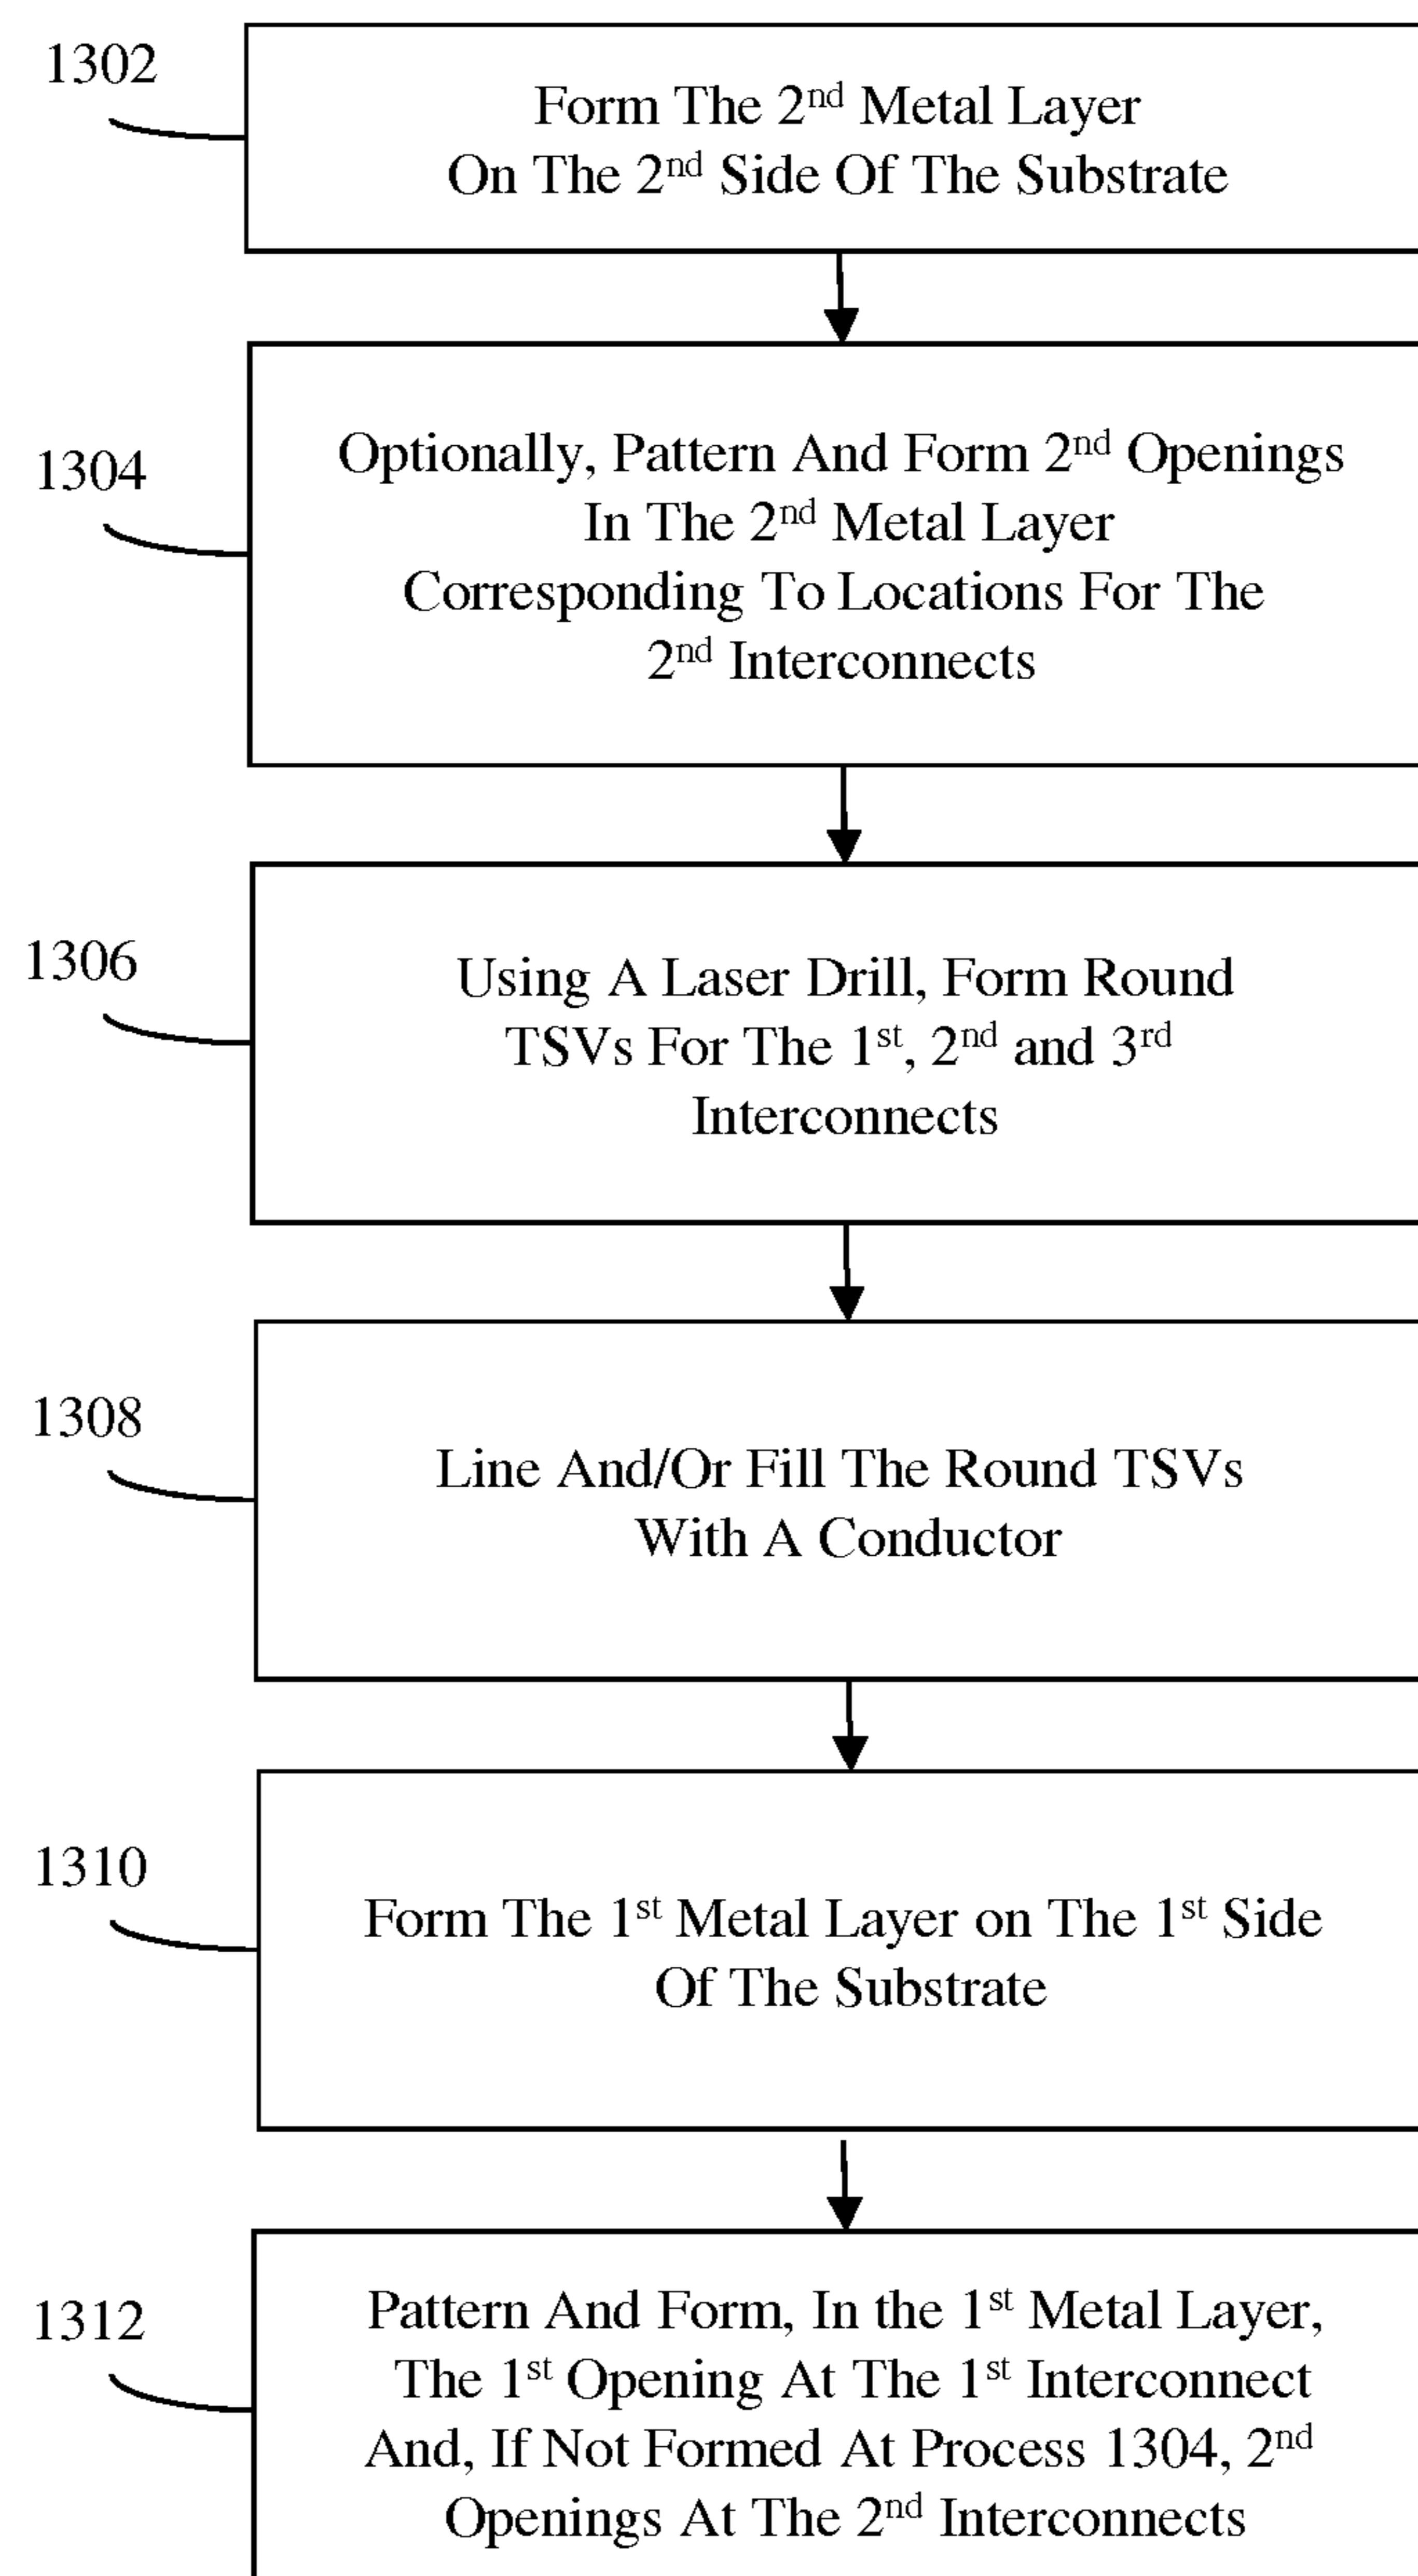 1302
Form The 2nd Metal Layer
On The 2nd Side Of The Substrate
1304
Optionally, Pattern And Form 2nd Openings
In The 2nd Metal Layer
Corresponding To Locations For The
2nd Interconnects
1306
Using A Laser Drill, Form Round
TSVs For The 1st, 2nd and 3rd
Interconnects
1308
Line And/Or Fill The Round TSVs
With A Conductor
1310
Form The 1st Metal Layer on The 1st Side
Of The Substrate
1312
Pattern And Form, In the 1st Metal Layer,
The 1st Opening At The 1st Interconnect
And, If Not Formed At Process 1304, 2nd
Openings At The 2nd Interconnects